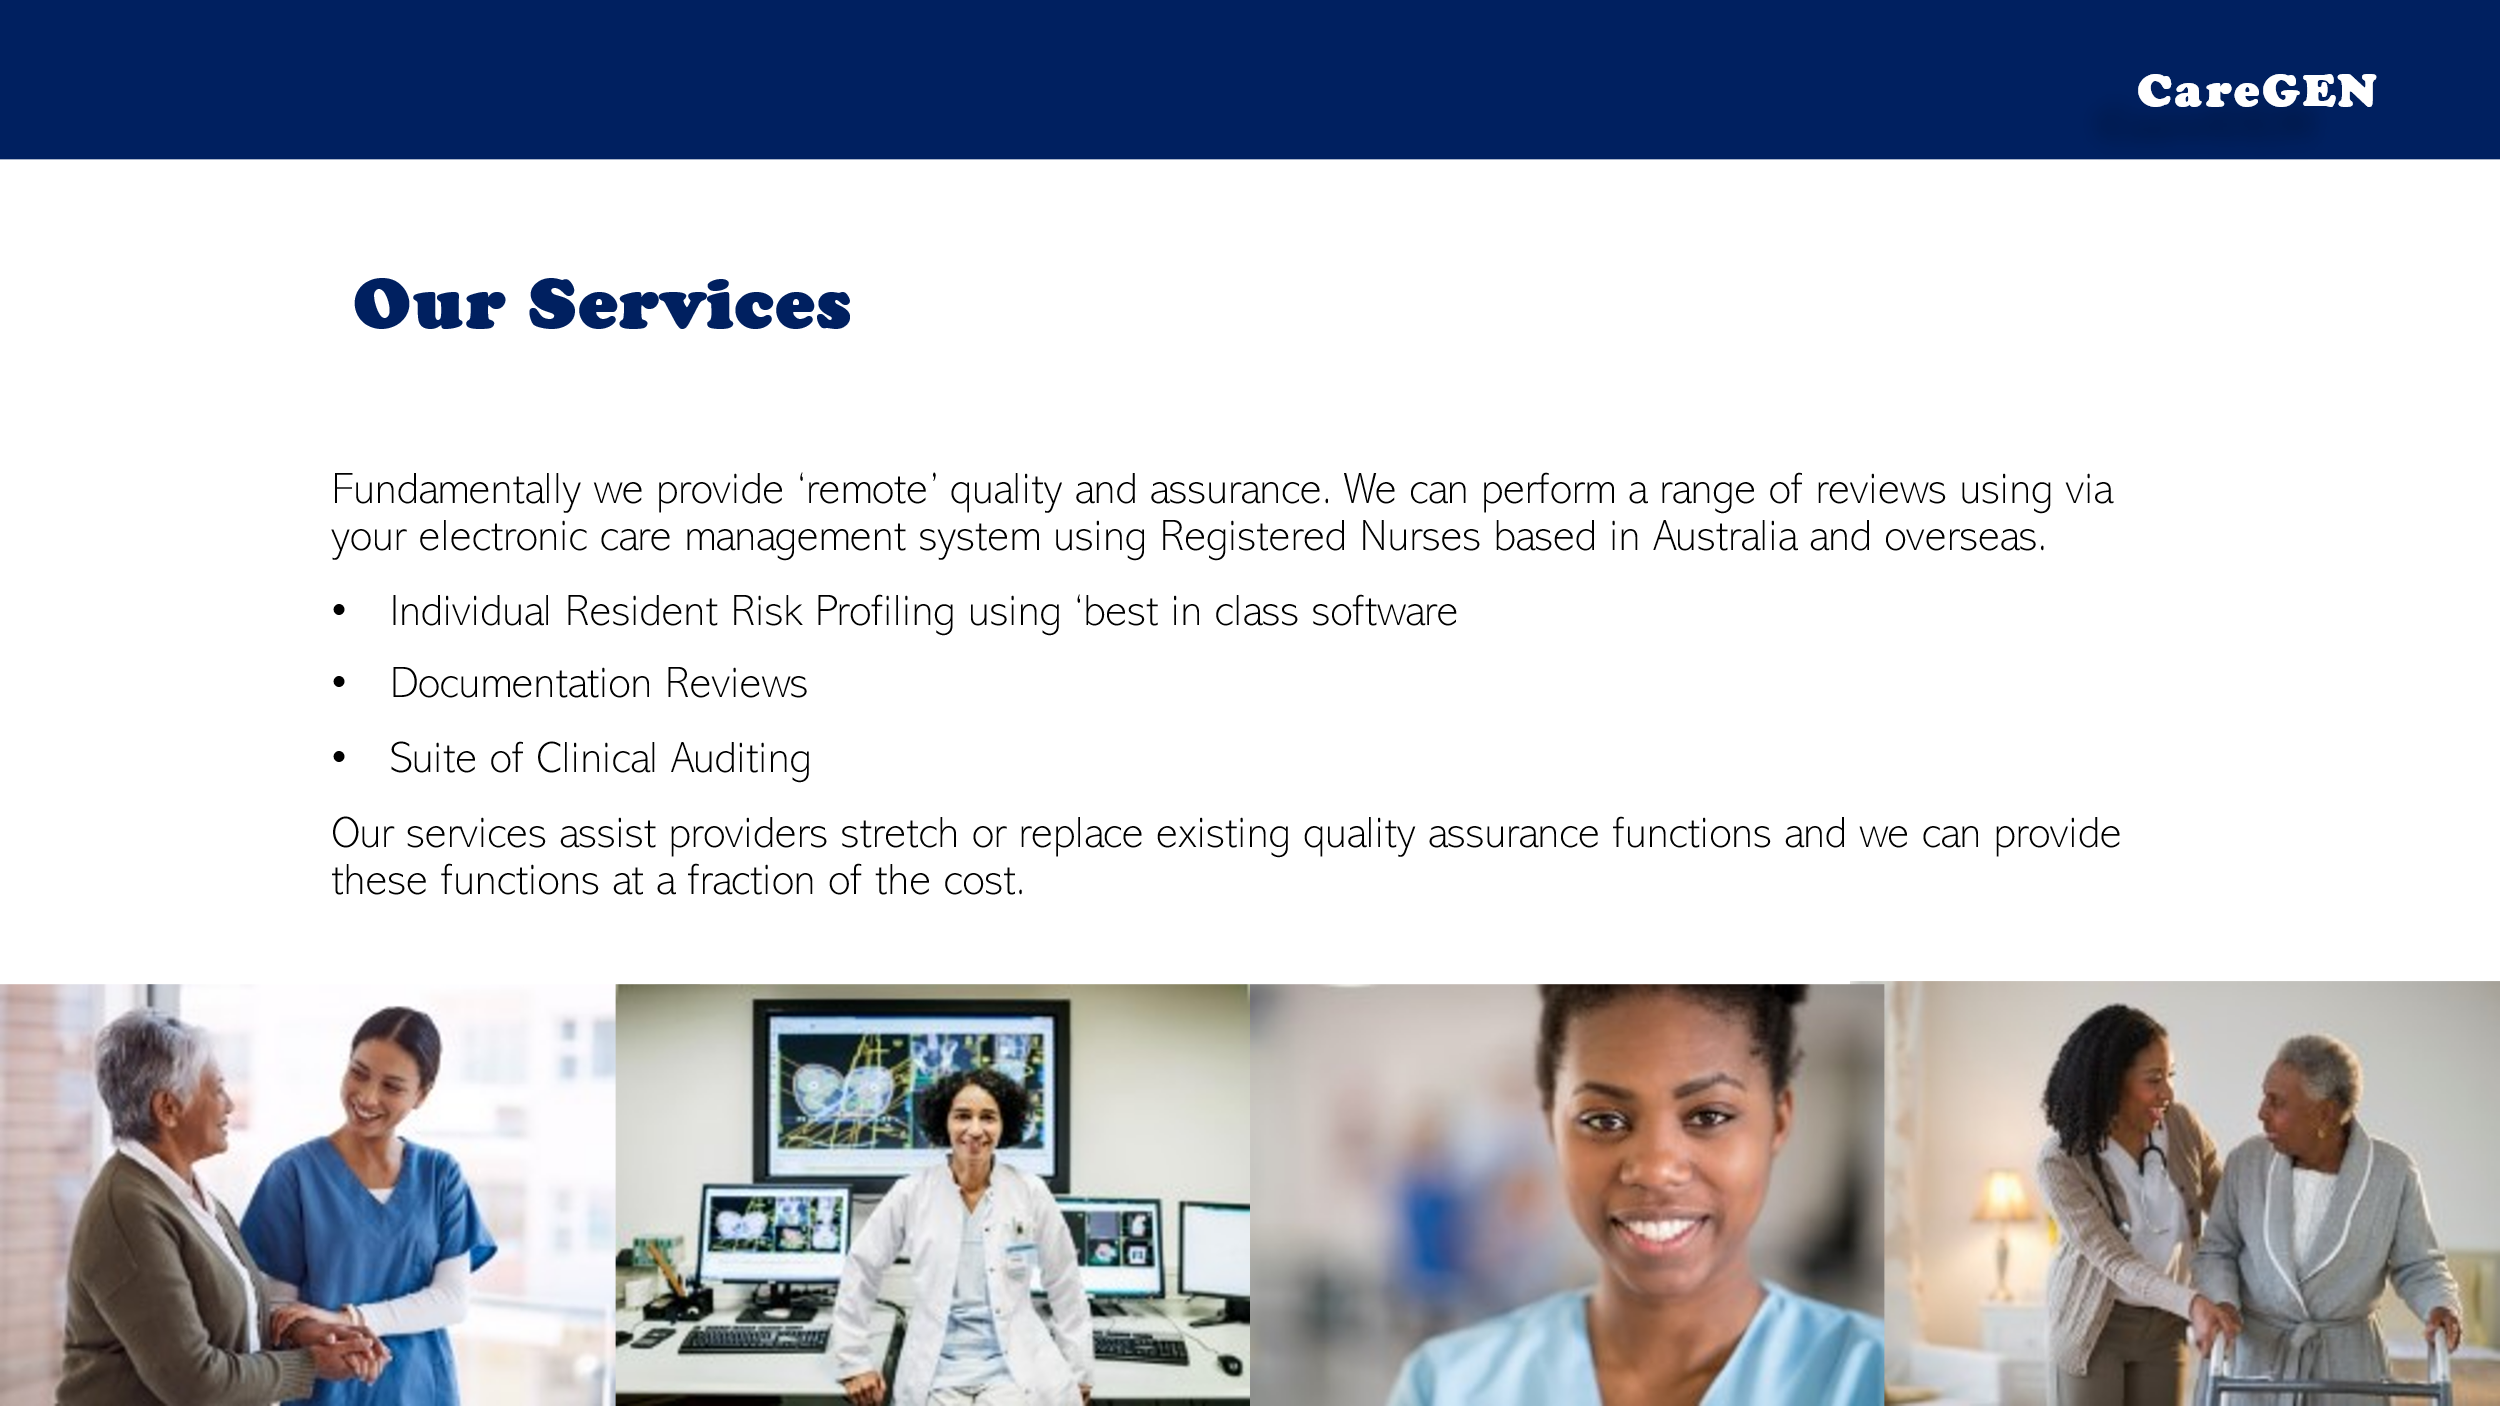 CareGEN
Our Services
Fundamentally we provide ‘remote’ quality and assurance. We can perform a range of reviews using via
your electronic care management system using Registered Nurses based in Australia and overseas.
• Individual Resident Risk Profiling using ‘best in class software
• Documentation Reviews
• Suite of Clinical Auditing
Our services assist providers stretch or replace existing quality assurance functions and we can provide
these functions at a fraction of the cost.